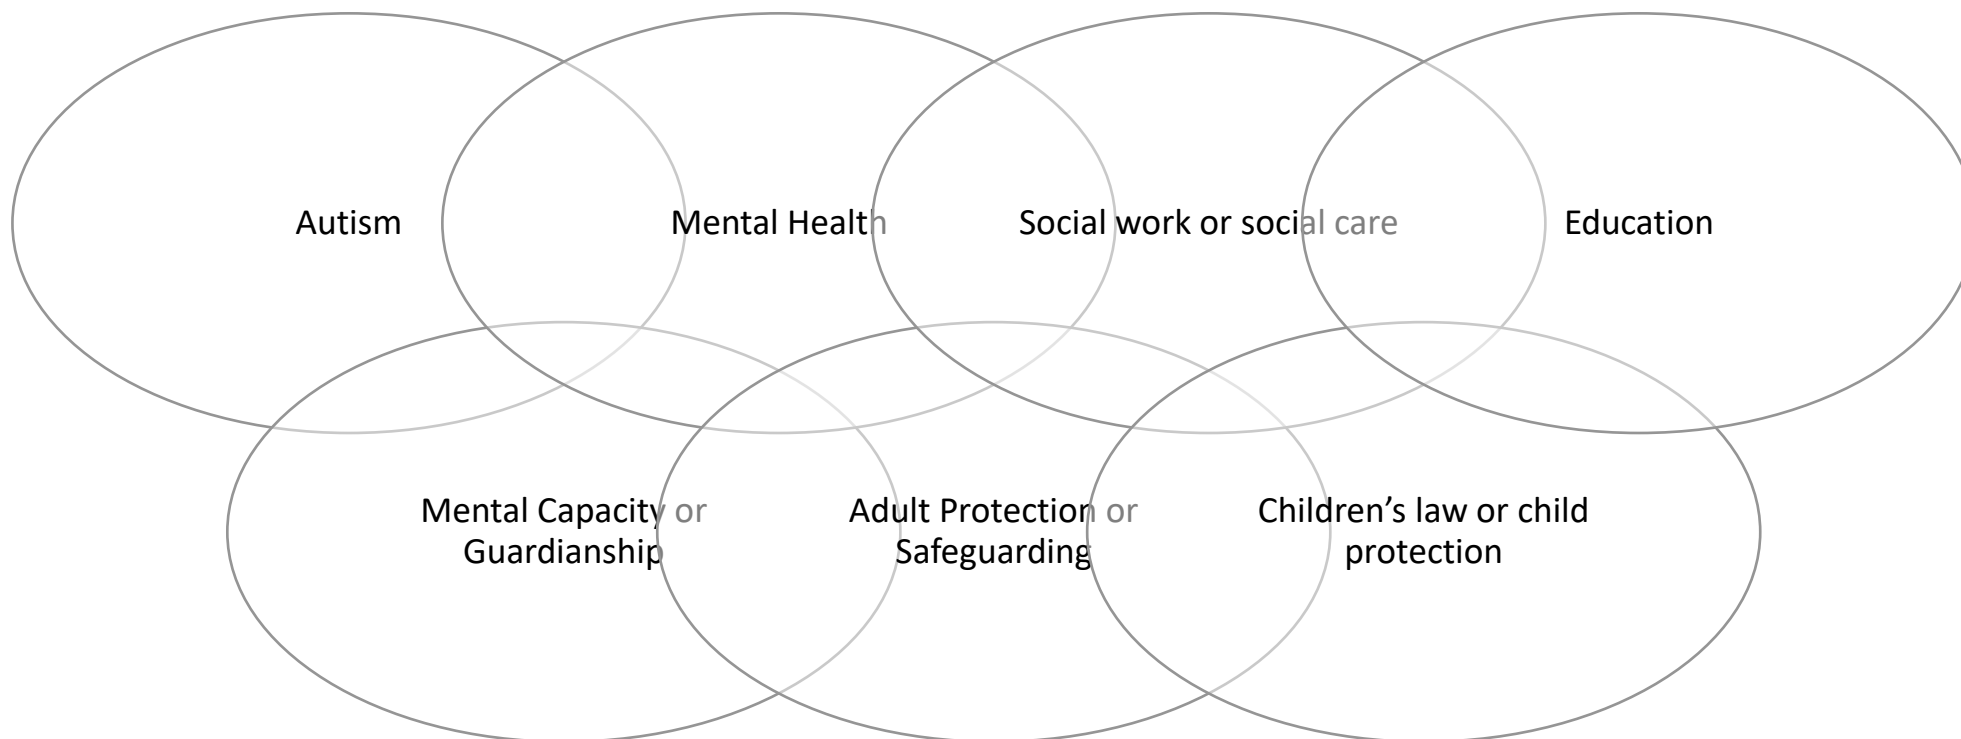 Autism
Mental Health
Social work or social care
Education
Mental Capacity or
Guardianship
Adult Protection or
Safeguarding
Children’s law or child
protection